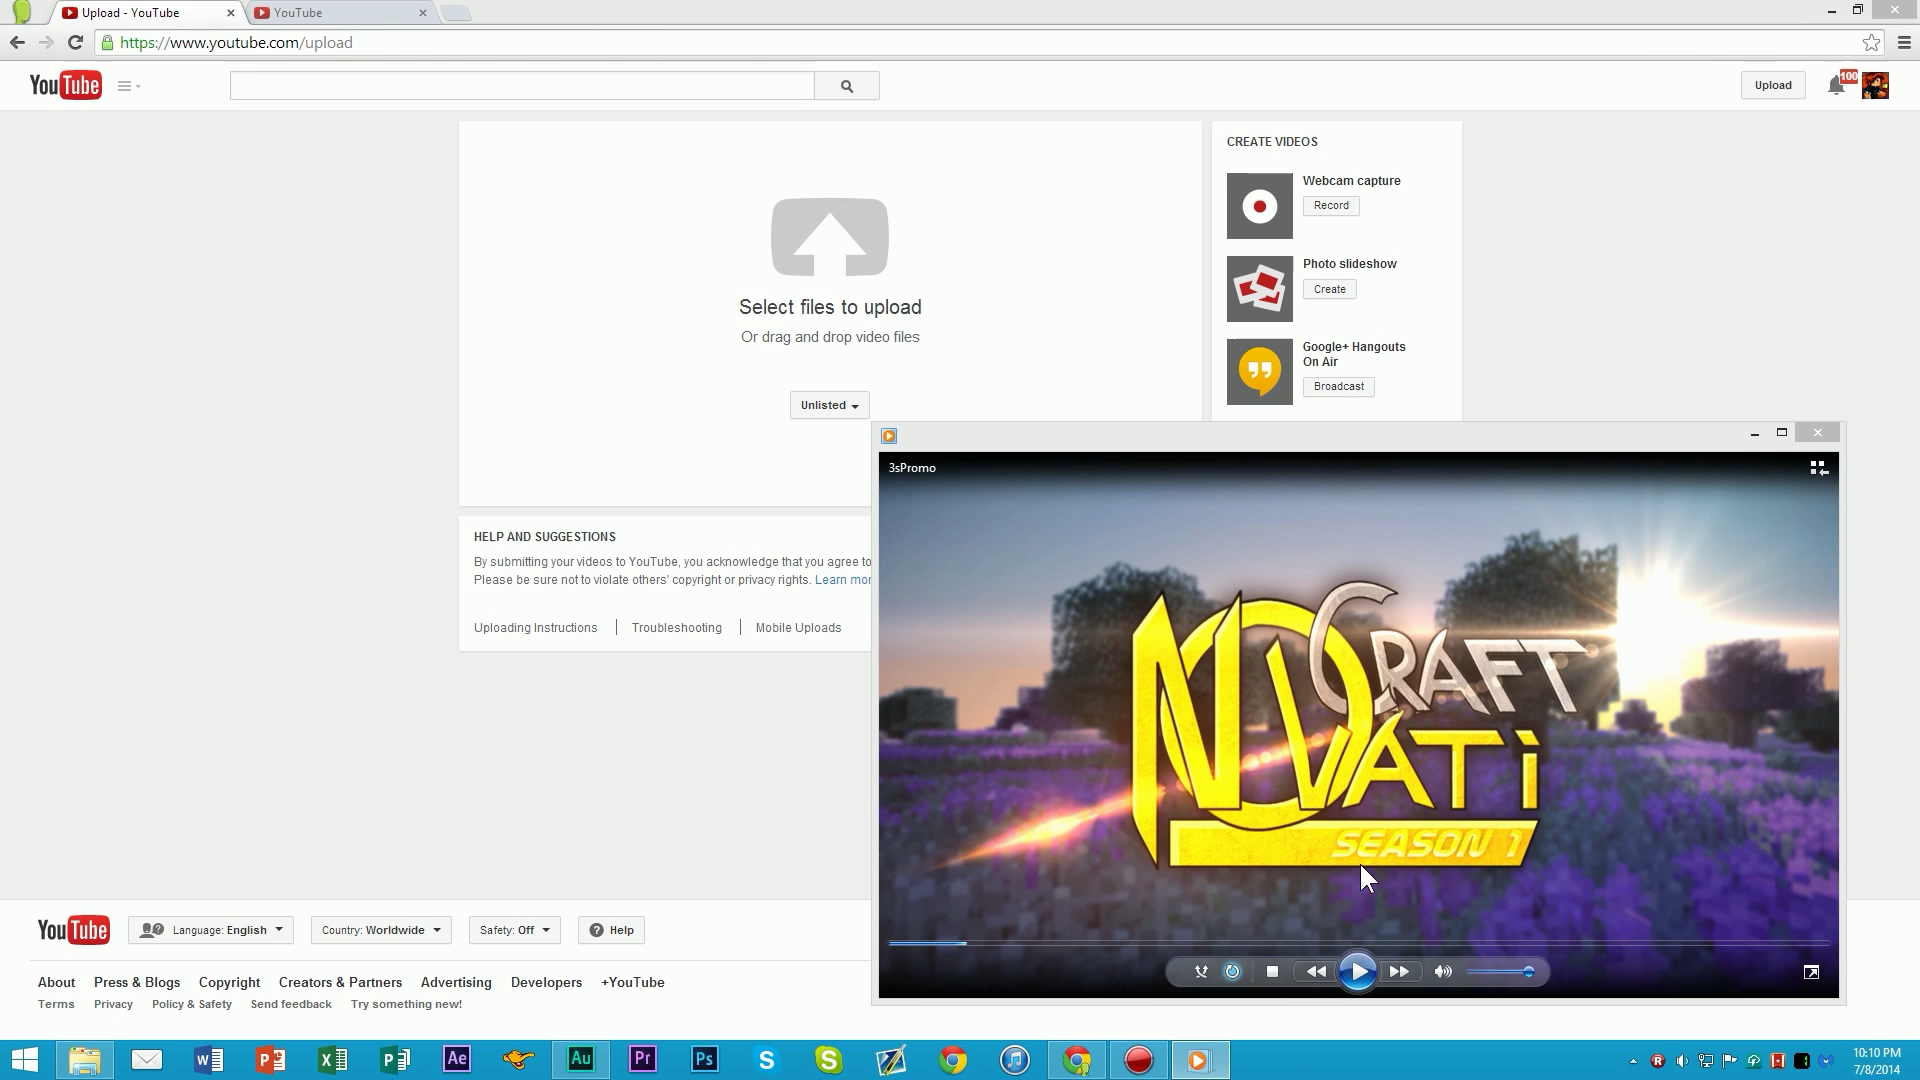 Upload - YouTube
YouTube
https://www.youtube.com/upload
YouTube
Upload
100
CREATE VIDEOS
Webcam capture
Record
Photo slideshow
Create
Select files to upload
Or drag and drop video files
Google+ Hangouts
On Air
Broadcast
Unlisted
3sPromo
HELP AND SUGGESTIONS
By submitting your videos to YouTube, you acknowledge that you agree to
Please be sure not to violate others' copyright or privacy rights. Learn mor
Uploading Instructions
Troubleshooting
Mobile Uploads
CRAFT
NOVATi
SEASON 1
YouTube
Language: English
Country: Worldwide
Safety: Off
Help
About Press & Blogs Copyright Creators & Partners Advertising Developers +YouTube
Terms Privacy Policy & Safety Send feedback Try something new!
Ae
Au
Pr
Ps
10:10 PM
7/8/2014